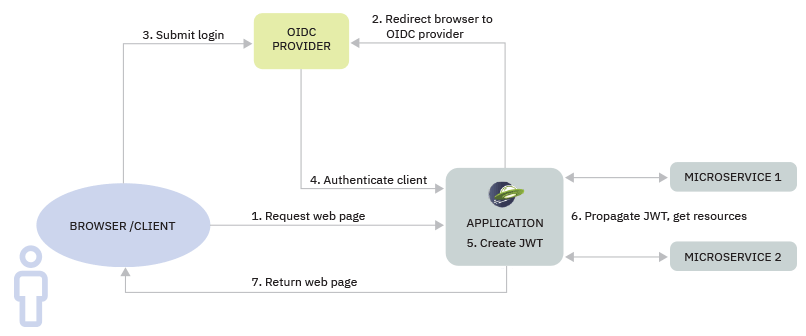 2. Redirect browser to
OIDC provider
3. Submit login
OIDC
PROVIDER
4. Authenticate client
MICROSERVICE 1
1. Request web page
BROWSER /CLIENT
APPLICATION
5. Create JWT
6. Propagate JWT, get resources
MICROSERVICE 2
7. Return web page